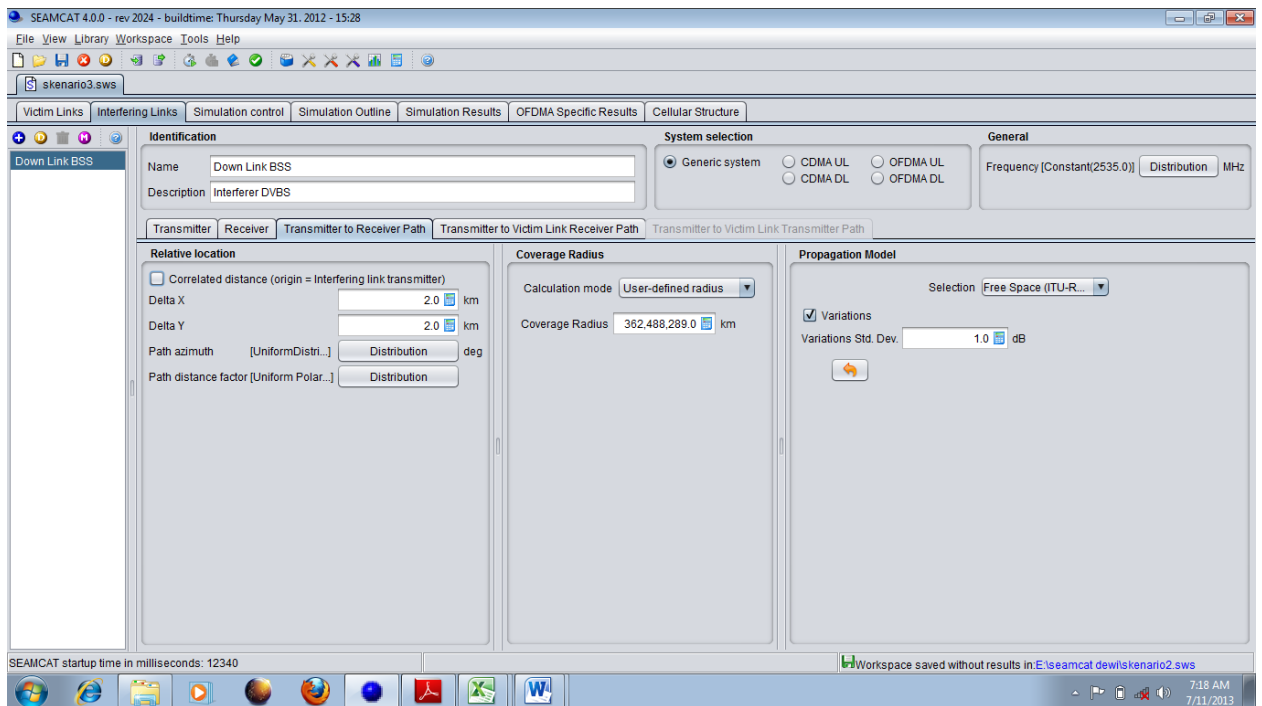 SEAMCAT 4.0.0 - rev 2024 - buildtime: Thursday May 31. 2012 - 15:28
File View Library Workspace Tools Help
skenario3.sws
Victim Links Interfering Links Simulation control Simulation Outline Simulation Results OFDMA Specific Results Cellular Structure
Down Link BSS
Identification
Name Down Link BSS
Description Interferer DVBS
System selection
Generic system CDMA UL OFDMA UL
CDMA DL OFDMA DL
General
Frequency [Constant(2535.0)] Distribution MHz
Transmitter Receiver Transmitter to Receiver Path Transmitter to Victim Link Receiver Path Transmitter to Victim Link Transmitter Path
Relative location
Correlated distance (origin = Interfering link transmitter)
Delta X 2.0 km
Delta Y 2.0 km
Path azimuth [UniformDistri...] Distribution deg
Path distance factor [Uniform Polar...] Distribution
Coverage Radius
Calculation mode User-defined radius
Coverage Radius 362,488,289.0 km
Propagation Model
Selection Free Space (ITU-R...
Variations
Variations Std. Dev. 1.0 dB
SEAMCAT startup time in milliseconds: 12340
Workspace saved without results in:E:\seamcat dewi\skenario2.sws
7:18 AM
7/11/2013